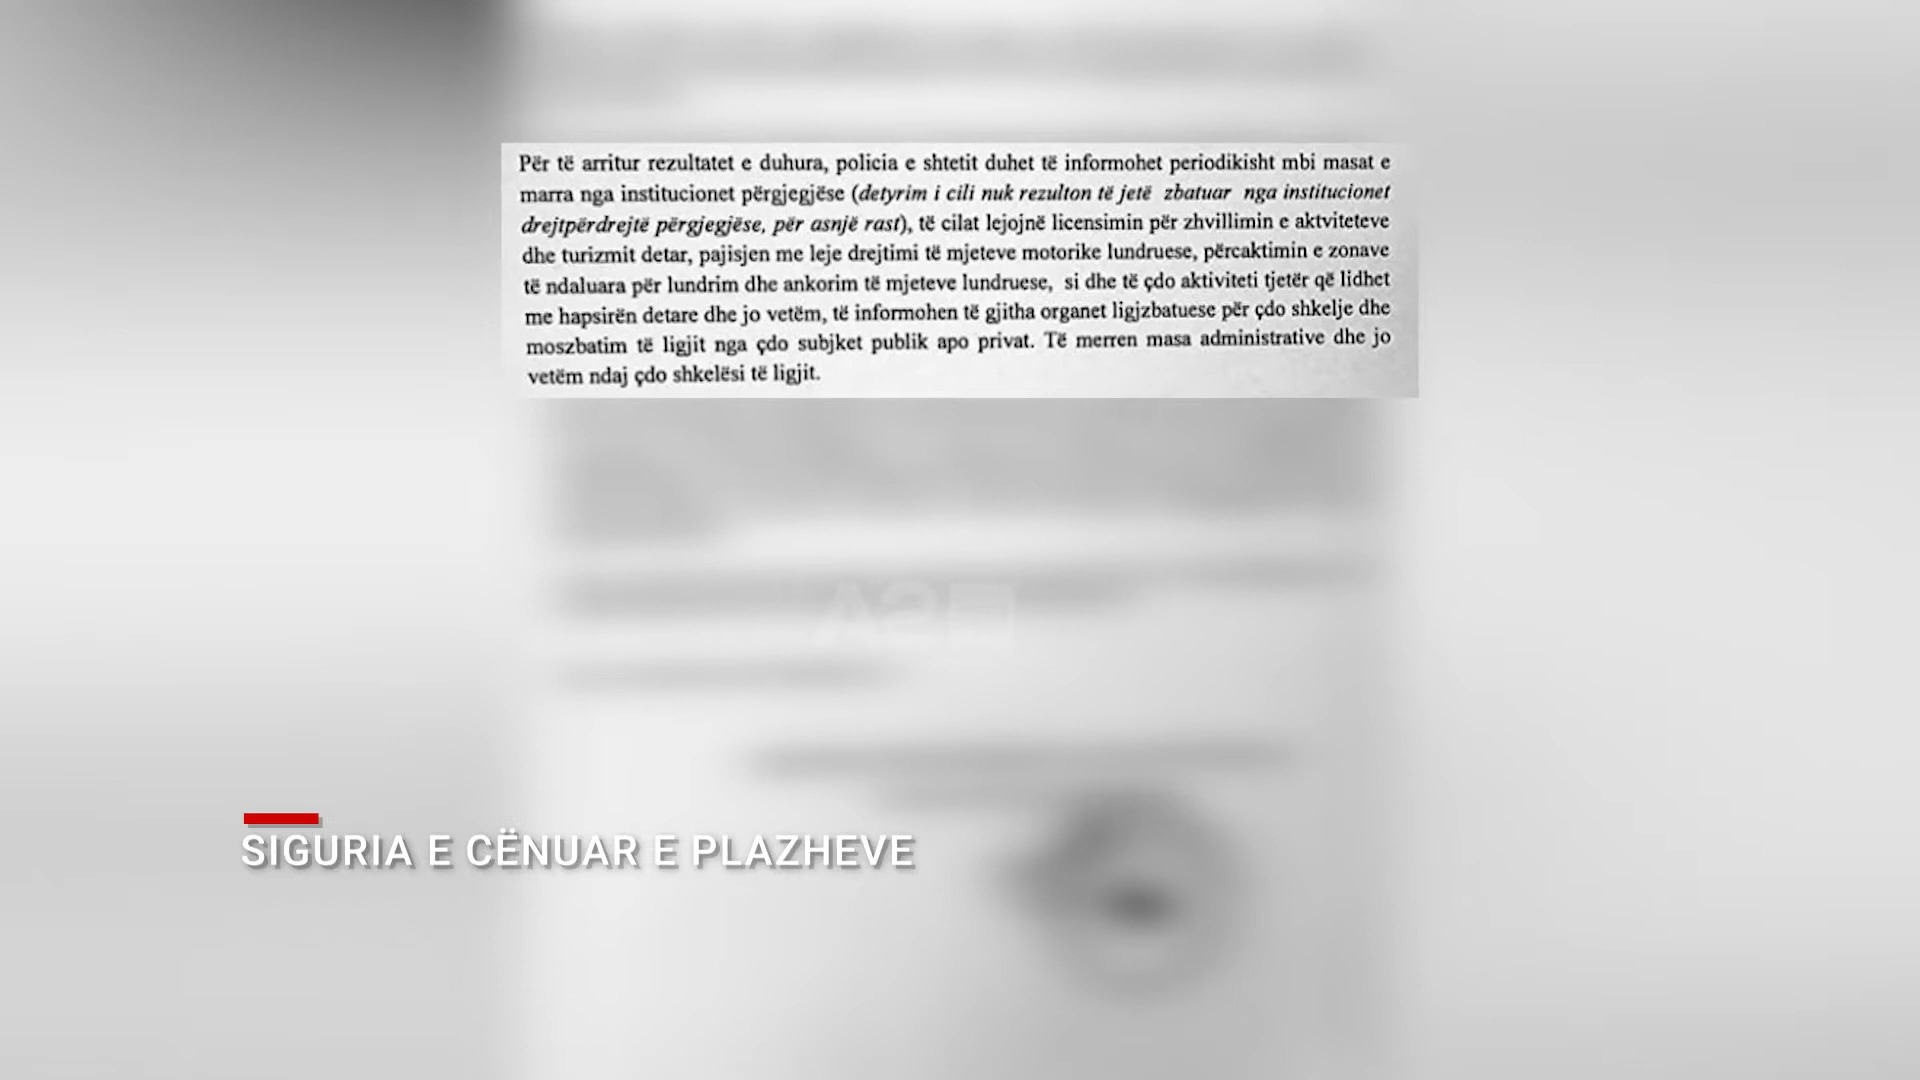 Për të arritur rezultatet e duhura, policia e shtetit duhet të informohet periodikisht mbi masat e
marra nga institucionet përgjegjëse (detyrim i cili nuk rezulton të jetë zbatuar nga institucionet
drejtpërdrejtë përgjegjëse, për asnjë rast), të cilat lejojnë licensimin për zhvillimin e aktviteteve
dhe turizmit detar, pajisjen me leje drejtimi të mjeteve motorike lundruese, përcaktimin e zonave
të ndaluara për lundrim dhe ankorim të mjeteve lundruese, si dhe të çdo aktiviteti tjetër që lidhet
me hapsirën detare dhe jo vetëm, të informohen të gjitha organet ligjzbatuese për çdo shkelje dhe
moszbatim të ligjit nga çdo subjket publik apo privat. Të merren masa administrative dhe jo
vetëm ndaj çdo shkelësi të ligjit.
A2
SIGURIA E CËNUAR E PLAZHEVE